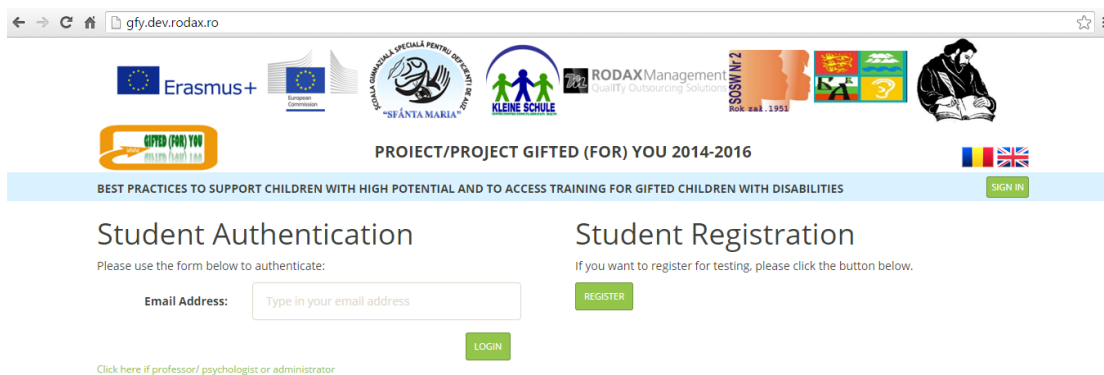 gfy.dev.rodax.ro
Erasmus+
European
Commission
ȘCOALA GIMNAZIALĂ SPECIALĂ PENTRU DEFICIENȚI DE AUZ
"SFÂNTA MARIA"
KLEINE SCHULE
RODAX Management
QualITy Outsourcing Solutions
SOSW Nr 2
Rok zał.1951
GIFTED (FOR) YOU
PROIECT/PROJECT GIFTED (FOR) YOU 2014-2016
BEST PRACTICES TO SUPPORT CHILDREN WITH HIGH POTENTIAL AND TO ACCESS TRAINING FOR GIFTED CHILDREN WITH DISABILITIES
SIGN IN
Student Authentication
Please use the form below to authenticate:
Email Address:
Type in your email address
LOGIN
Click here if professor/ psychologist or administrator
Student Registration
If you want to register for testing, please click the button below.
REGISTER